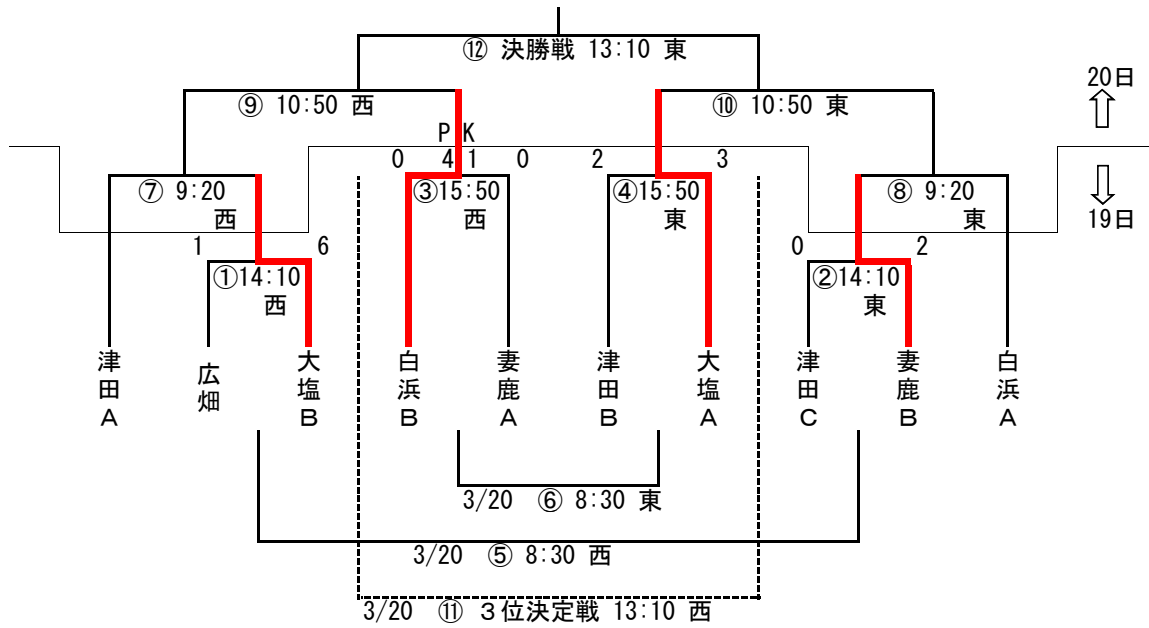 ⑫ 決勝戦 13:10 東
20日
⑨ 10:50 西
⑩ 10:50 東
PK
0 4 1 0 2 3
⑦ 9:20
西
③15:50
西
④15:50
東
⑧ 9:20
東
19日
1 6 0 2
①14:10
西
②14:10
東
津田A
広畑
大塩B
白浜B
妻鹿A
津田B
大塩A
津田C
妻鹿B
白浜A
3/20 ⑥ 8:30 東
3/20 ⑤ 8:30 西
3/20 ⑪ 3位決定戦 13:10 西